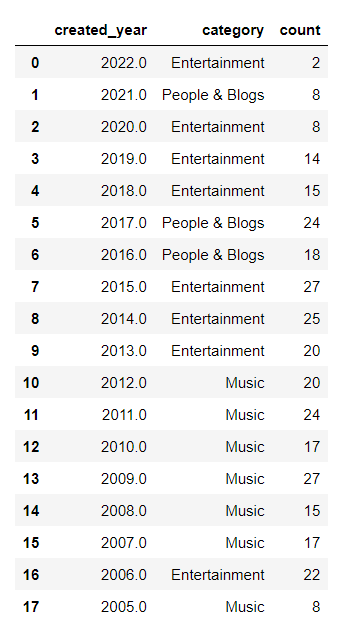 created_year category count
0 2022.0 Entertainment 2
1 2021.0 People & Blogs 8
2 2020.0 Entertainment 8
3 2019.0 Entertainment 14
4 2018.0 Entertainment 15
5 2017.0 People & Blogs 24
6 2016.0 People & Blogs 18
7 2015.0 Entertainment 27
8 2014.0 Entertainment 25
9 2013.0 Entertainment 20
10 2012.0 Music 20
11 2011.0 Music 24
12 2010.0 Music 17
13 2009.0 Music 27
14 2008.0 Music 15
15 2007.0 Music 17
16 2006.0 Entertainment 22
17 2005.0 Music 8